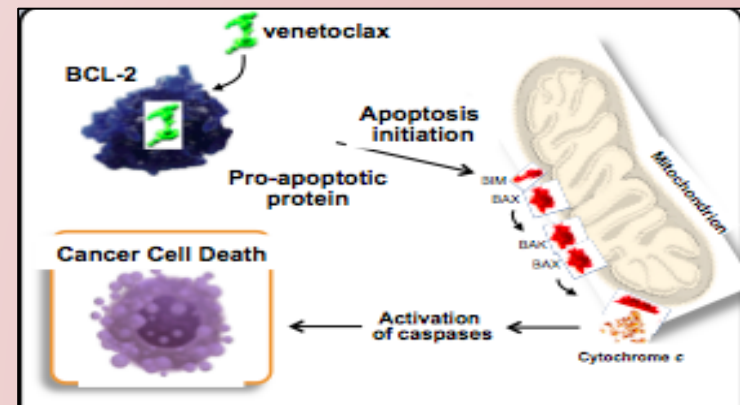 venetoclax
BCL-2
Apoptosis
initiation
Pro-apoptotic
protein
Mitochondrion
BIM
BAX
BAK
BAX
Cancer Cell Death
Activation
of caspases
Cytochrome c